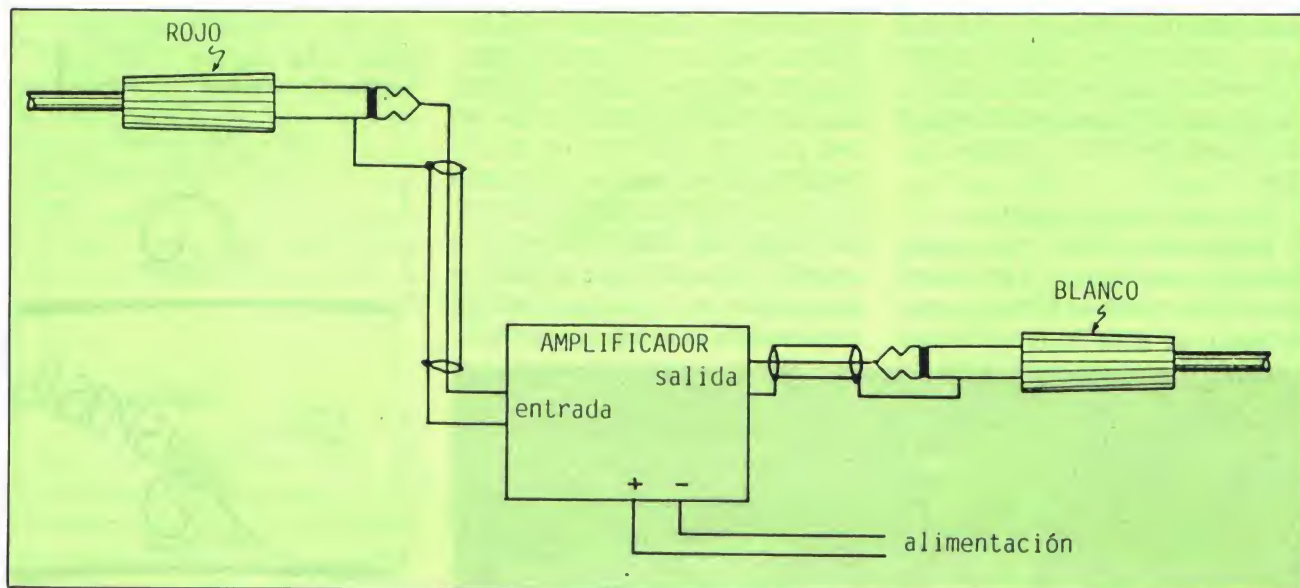 ROJO
BLANCO
AMPLIFICADOR
salida
entrada
+ -
alimentación